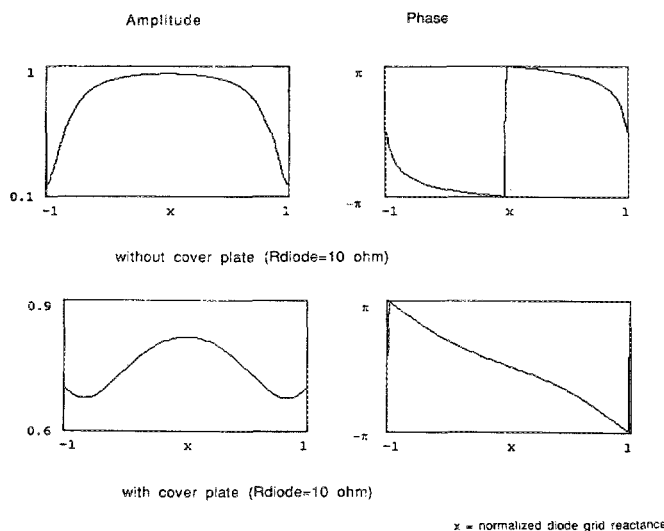 Amplitude Phase
1 π
0.1 -π
-1 x 1 -1 x 1
without cover plate (Rdiode=10 ohm)
0.9 π
0.6 -π
-1 x 1 -1 x 1
with cover plate (Rdiode=10 ohm)
x = normalized diode grid reactance